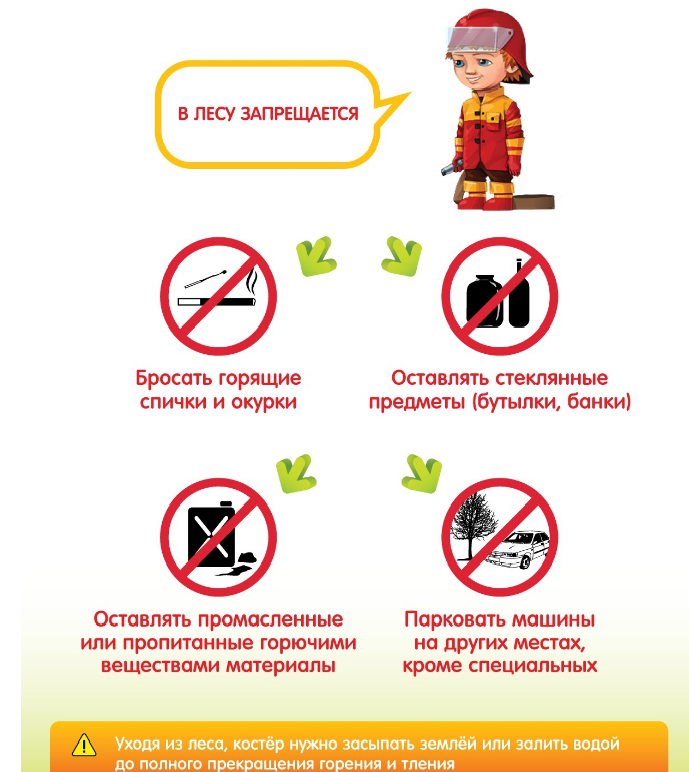 В ЛЕСУ ЗАПРЕЩАЕТСЯ
Бросать горящие
спички и окурки
Оставлять стеклянные
предметы (бутылки, банки)
Оставлять промасленные
или пропитанные горючими
веществами материалы
Парковать машины
на других местах,
кроме специальных
Уходя из леса, костёр нужно засыпать землёй или залить водой
до полного прекращения горения и тления